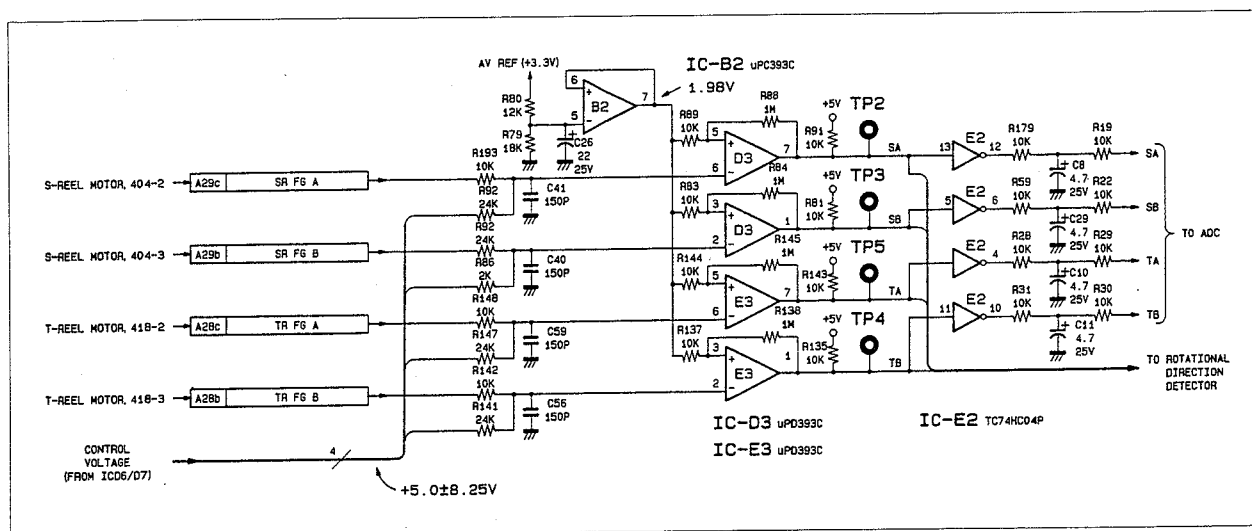 AV REF (+3.3V)
IC-B2 uPC393C
1.98V
6
7
5
B2
R80
12K
R79
18K
C26
22
25V
R88
1M
R89
10K
5
7
6
D3
+5V
R91
10K
TP2
SA
13
E2
12
R179
10K
R19
10K
C8
4.7
25V
SA
R193
10K
S-REEL MOTOR, 404-2
A29c
SR FG A
R92
24K
C41
150P
R84
1M
R83
10K
3
1
2
D3
+5V
R81
10K
TP3
SB
5
E2
6
R59
10K
R22
10K
C29
4.7
25V
SB
R92
24K
S-REEL MOTOR, 404-3
A29b
SR FG B
R86
2K
C40
150P
R145
1M
R144
10K
5
7
6
E3
+5V
R143
10K
TP5
TA
E2
4
R28
10K
R29
10K
C10
4.7
25V
TA
TO ADC
R148
10K
T-REEL MOTOR, 418-2
A28c
TR FG A
R147
24K
C59
150P
R138
1M
R137
10K
3
1
2
E3
+5V
R135
10K
TP4
TB
11
E2
10
R31
10K
R30
10K
C11
4.7
25V
TB
R142
10K
T-REEL MOTOR, 418-3
A28b
TR FG B
R141
24K
C56
150P
TO ROTATIONAL
DIRECTION
DETECTOR
IC-D3 uPD393C
IC-E3 uPD393C
IC-E2 TC74HC04P
CONTROL
VOLTAGE
(FROM ICD6/D7)
4
+5.0±8.25V